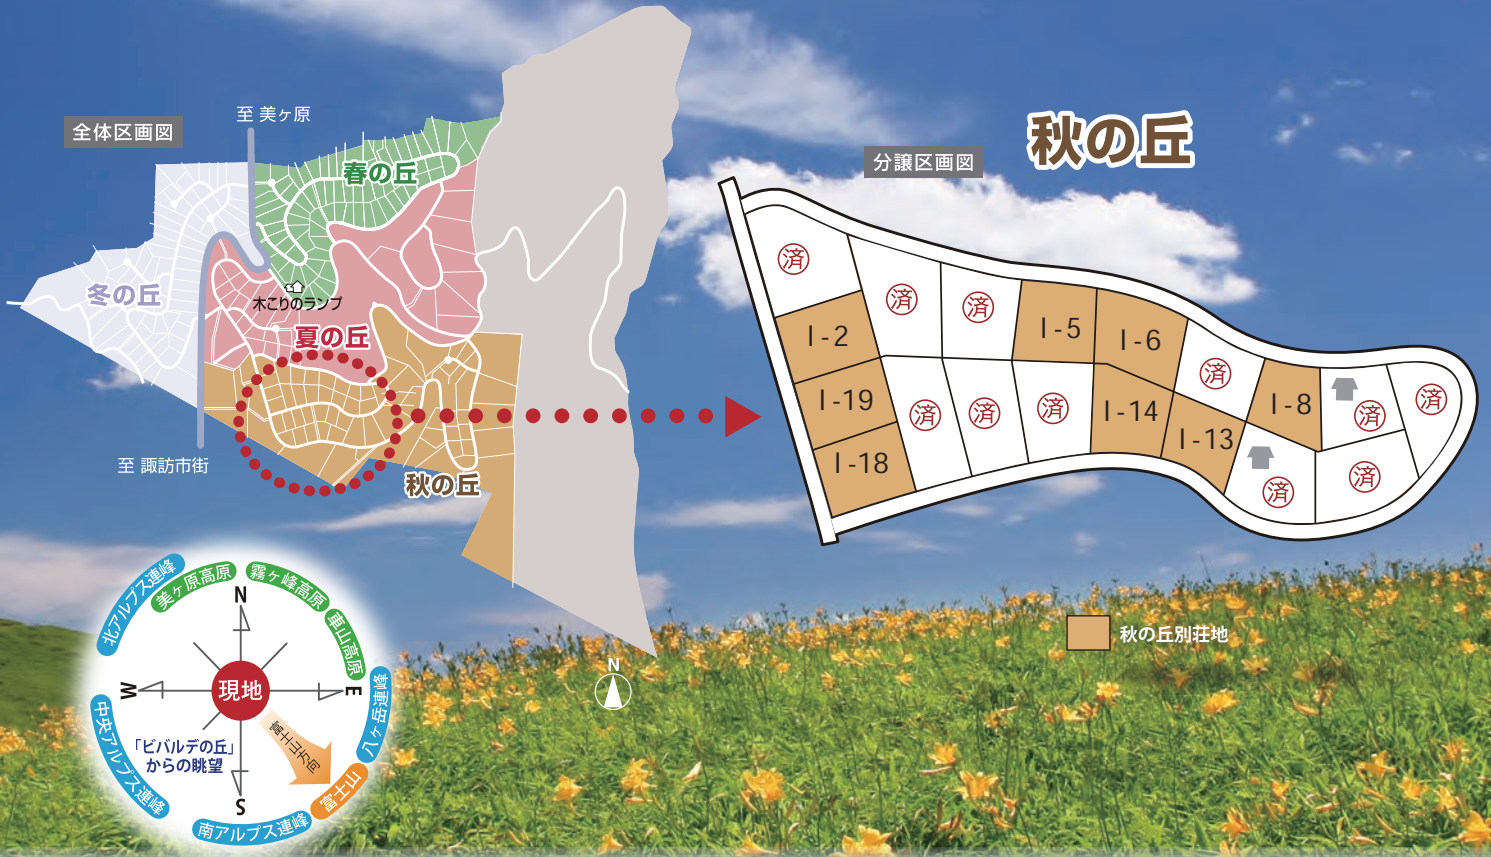 全体区画図
至 美ヶ原
春の丘
冬の丘
木こりのランプ
夏の丘
至 諏訪市街
秋の丘
秋の丘
分譲区画図
済
済
済
I-5
I-6
I-2
済
I-19
済
済
済
I-14
I-8
済
済
I-13
I-18
済
済
秋の丘別荘地
N
北アルプス連峰
美ヶ原高原
霧ヶ峰高原
車山高原
八ヶ岳連峰
富士山
南アルプス連峰
中央アルプス連峰
N
W
E
S
現地
富士山方向
「ビバルデの丘」
からの眺望